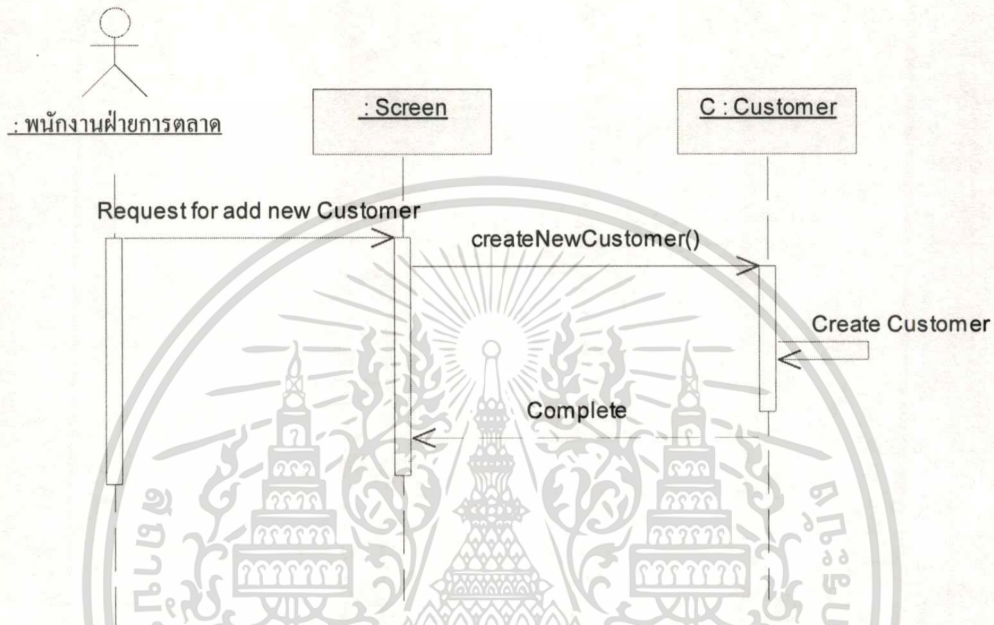 : พนักงานฝ่ายการตลาด
: Screen
C : Customer
Request for add new Customer
createNewCustomer()
Create Customer
Complete